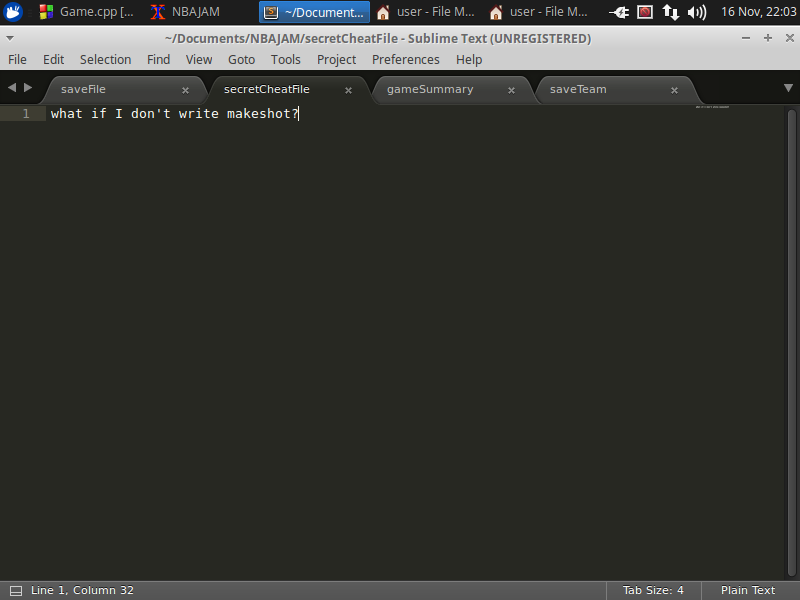 Game.cpp [... NBAJAM ~/Document... user - File M... user - File M... 16 Nov, 22:03
~/Documents/NBAJAM/secretCheatFile - Sublime Text (UNREGISTERED)
File Edit Selection Find View Goto Tools Project Preferences Help
saveFile secretCheatFile gameSummary saveTeam
1 what if I don't write makeshot?
Line 1, Column 32 Tab Size: 4 Plain Text